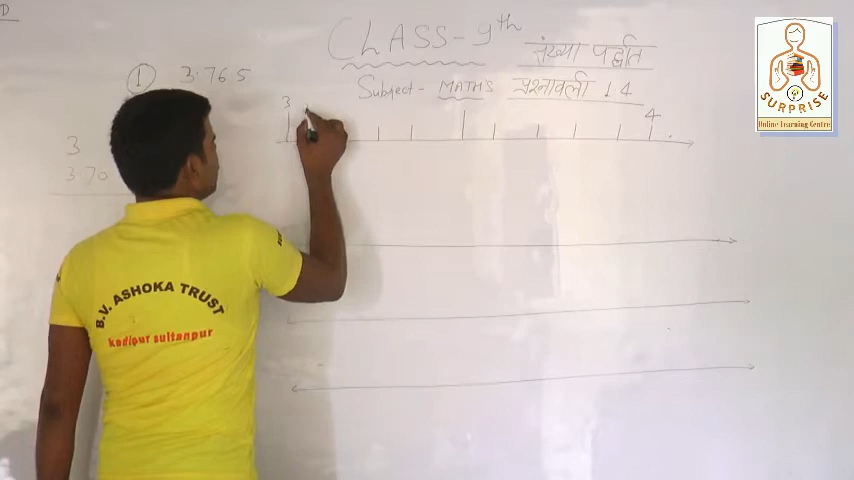 D
CLASS-9th
संख्या पद्धति
① 3.765
Subject- MATHS प्रश्नावली 1.4
3
4
3
3.70
B.V. ASHOKA TRUST
kadipur sultanpur
SURPRISE
Online Learning Centre